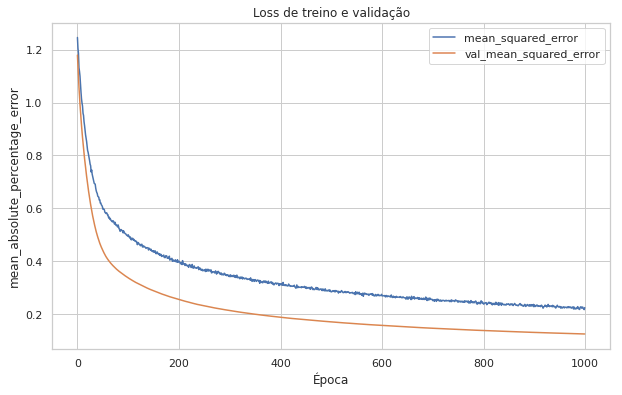 Loss de treino e validação
mean_squared_error
val_mean_squared_error
mean_absolute_percentage_error
1.2
1.0
0.8
0.6
0.4
0.2
0
200
400
600
800
1000
Época